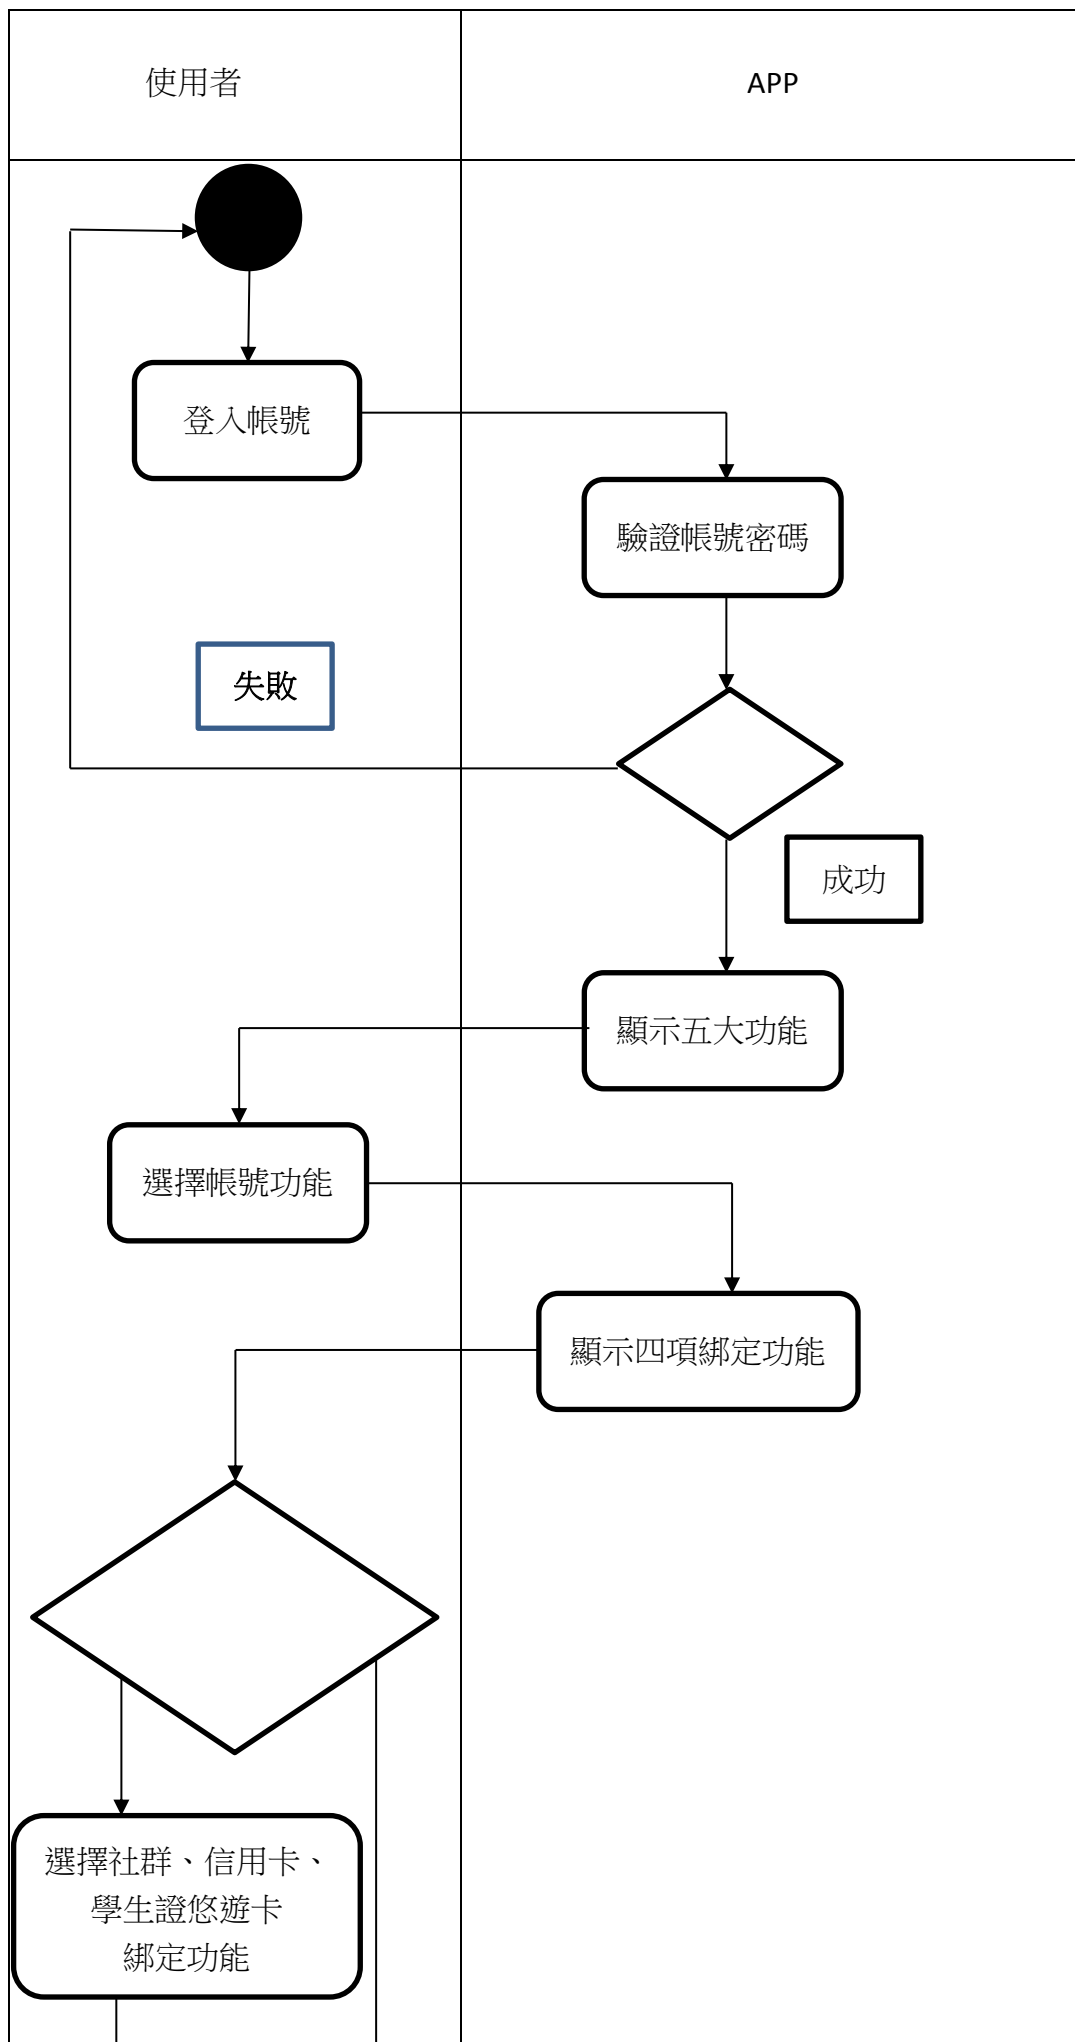 使用者
APP
登入帳號
驗證帳號密碼
失敗
成功
顯示五大功能
選擇帳號功能
顯示四項綁定功能
選擇社群、信用卡、
學生證悠遊卡
綁定功能